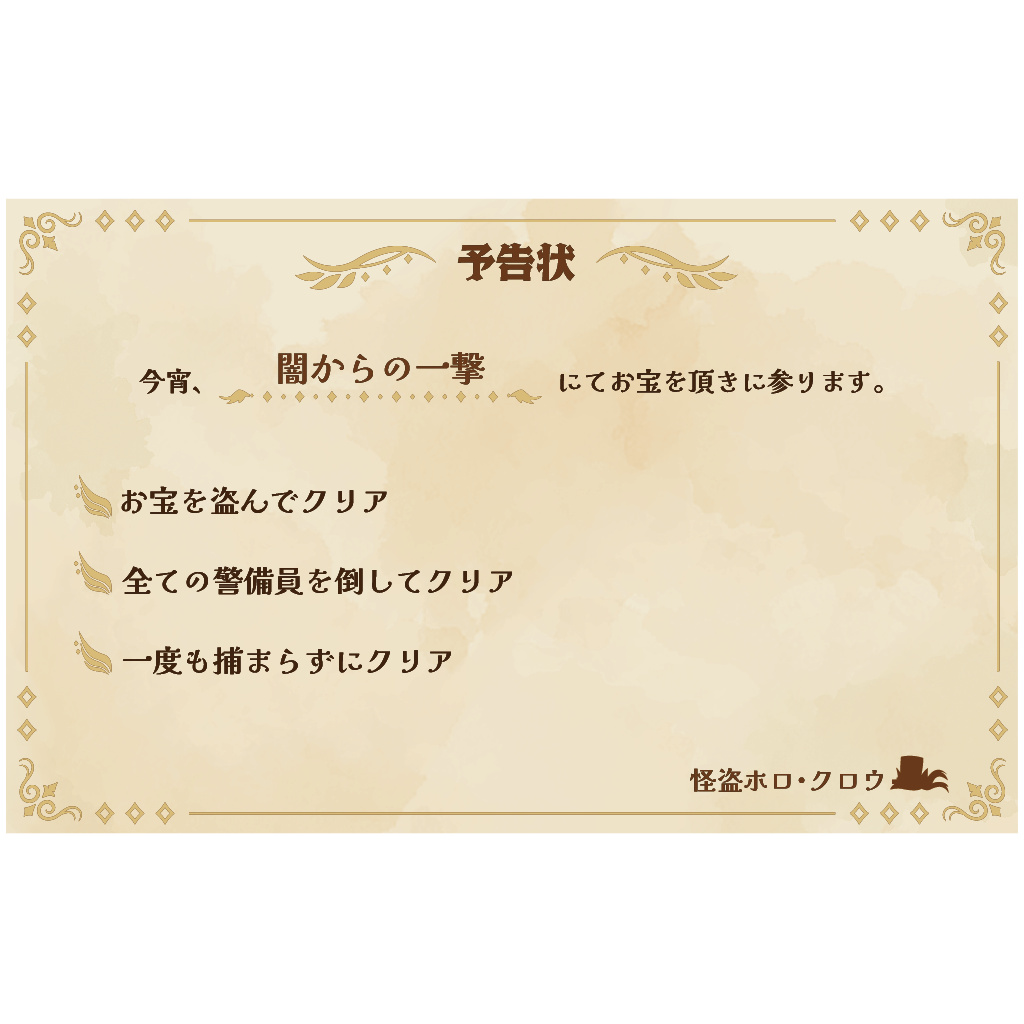 予告状
今宵、 闇からの一撃 にてお宝を頂きに参ります。
お宝を盗んでクリア
全ての警備員を倒してクリア
一度も捕まらずにクリア
怪盗ホロ・クロウ